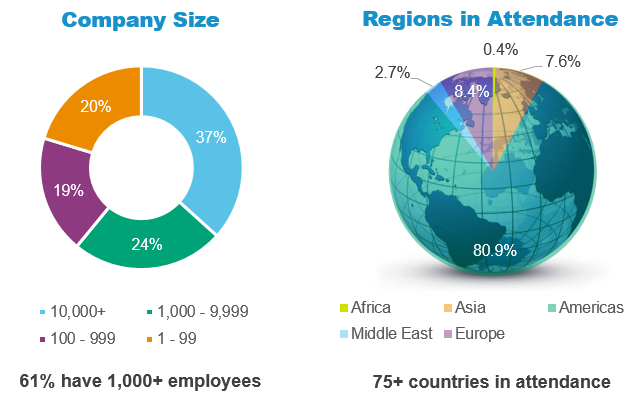 Company Size
37%
24%
19%
20%
10,000+
1,000 - 9,999
100 - 999
1 - 99
61% have 1,000+ employees
Regions in Attendance
0.4%
7.6%
2.7%
8.4%
80.9%
Africa
Asia
Americas
Middle East
Europe
75+ countries in attendance